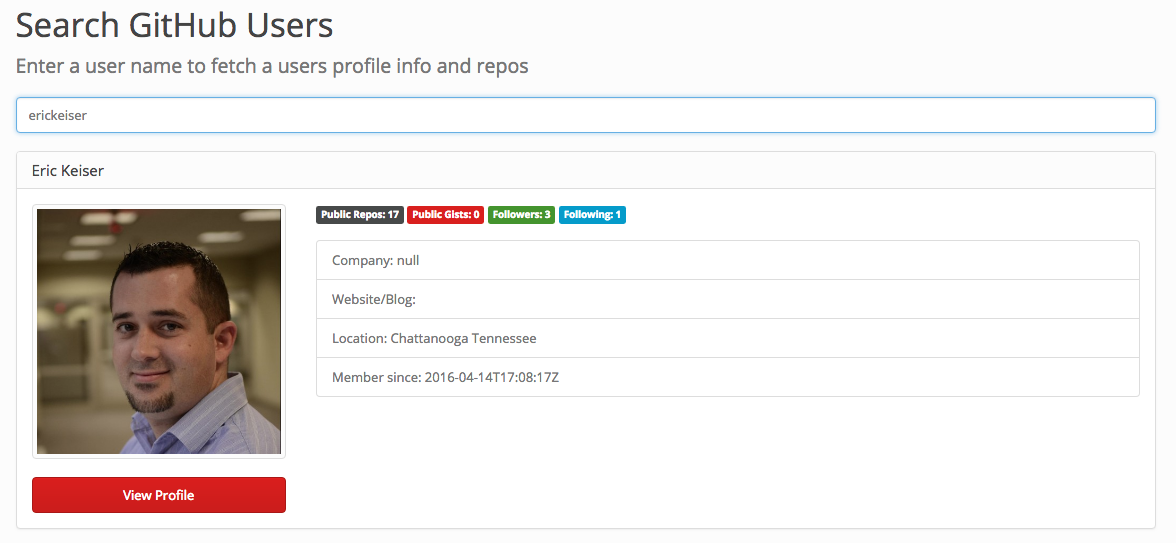 Search GitHub Users
Enter a user name to fetch a users profile info and repos
erickeiser
Eric Keiser
Public Repos: 17 Public Gists: 0 Followers: 3 Following: 1
Company: null
Website/Blog:
Location: Chattanooga Tennessee
Member since: 2016-04-14T17:08:17Z
View Profile